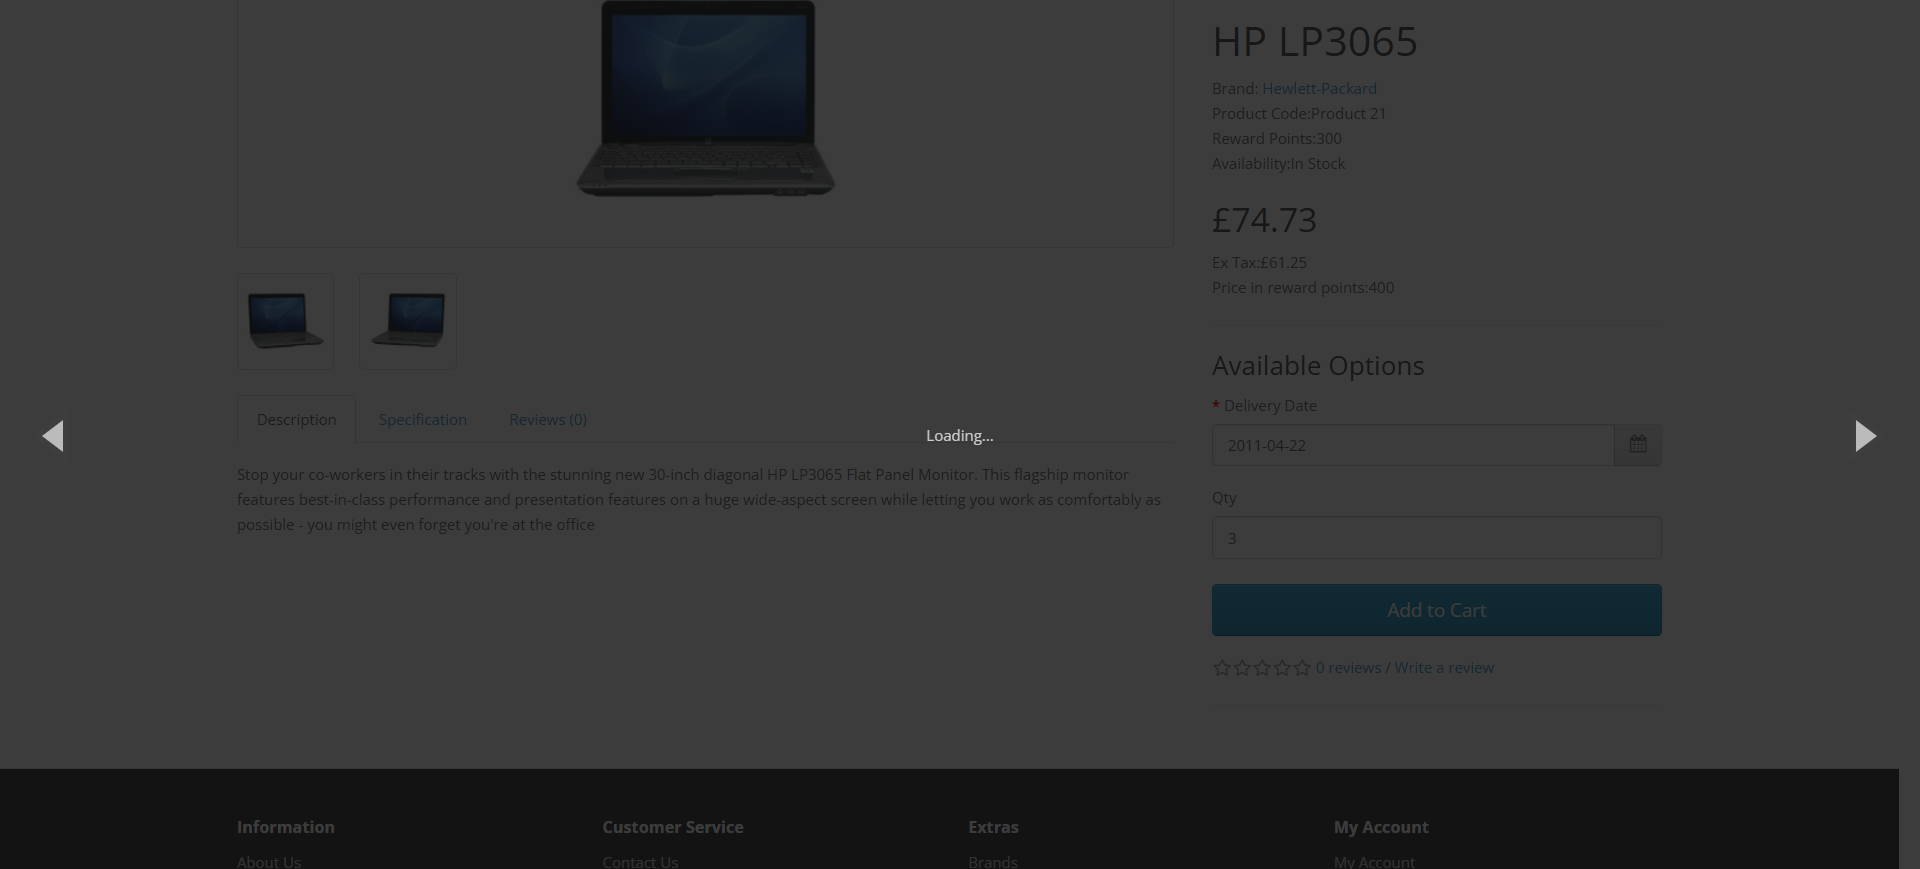 HP LP3065
Brand: Hewlett-Packard
Product Code:Product 21
Reward Points:300
Availability:In Stock
£74.73
Ex Tax:£61.25
Price in reward points:400
Available Options
* Delivery Date
2011-04-22
Qty
3
Add to Cart
0 reviews / Write a review
Description
Specification
Reviews (0)
Loading...
Stop your co-workers in their tracks with the stunning new 30-inch diagonal HP LP3065 Flat Panel Monitor. This flagship monitor
features best-in-class performance and presentation features on a huge wide-aspect screen while letting you work as comfortably as
possible - you might even forget you're at the office
Information
Customer Service
Extras
My Account
About Us
Contact Us
Brands
My Account